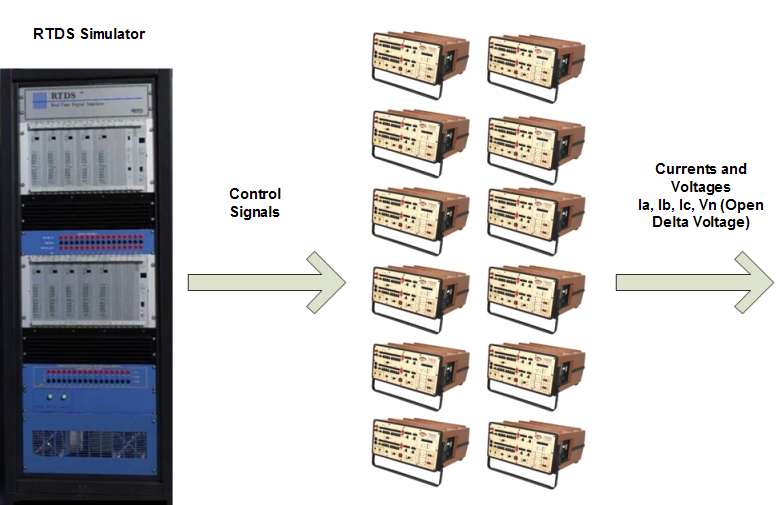 RTDS Simulator
RTDS
Real Time Digital Simulator
Control
Signals
Currents and
Voltages
Ia, Ib, Ic, Vn (Open
Delta Voltage)